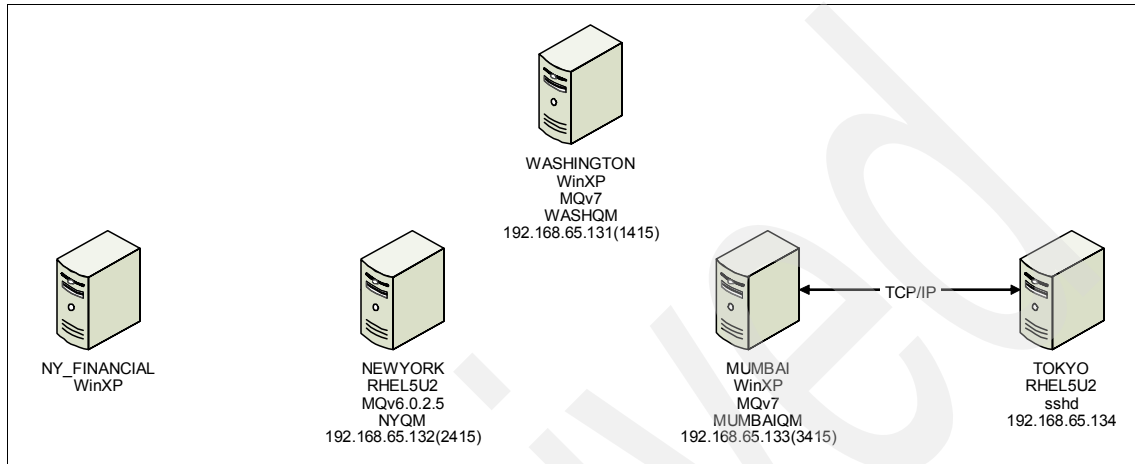 WASHINGTON
WinXP
MQv7
WASHQM
192.168.65.131(1415)
NY_FINANCIAL
WinXP
NEWYORK
RHEL5U2
MQv6.0.2.5
NYQM
192.168.65.132(2415)
MUMBAI
WinXP
MQv7
MUMBAIQM
192.168.65.133(3415)
TCP/IP
TOKYO
RHEL5U2
sshd
192.168.65.134